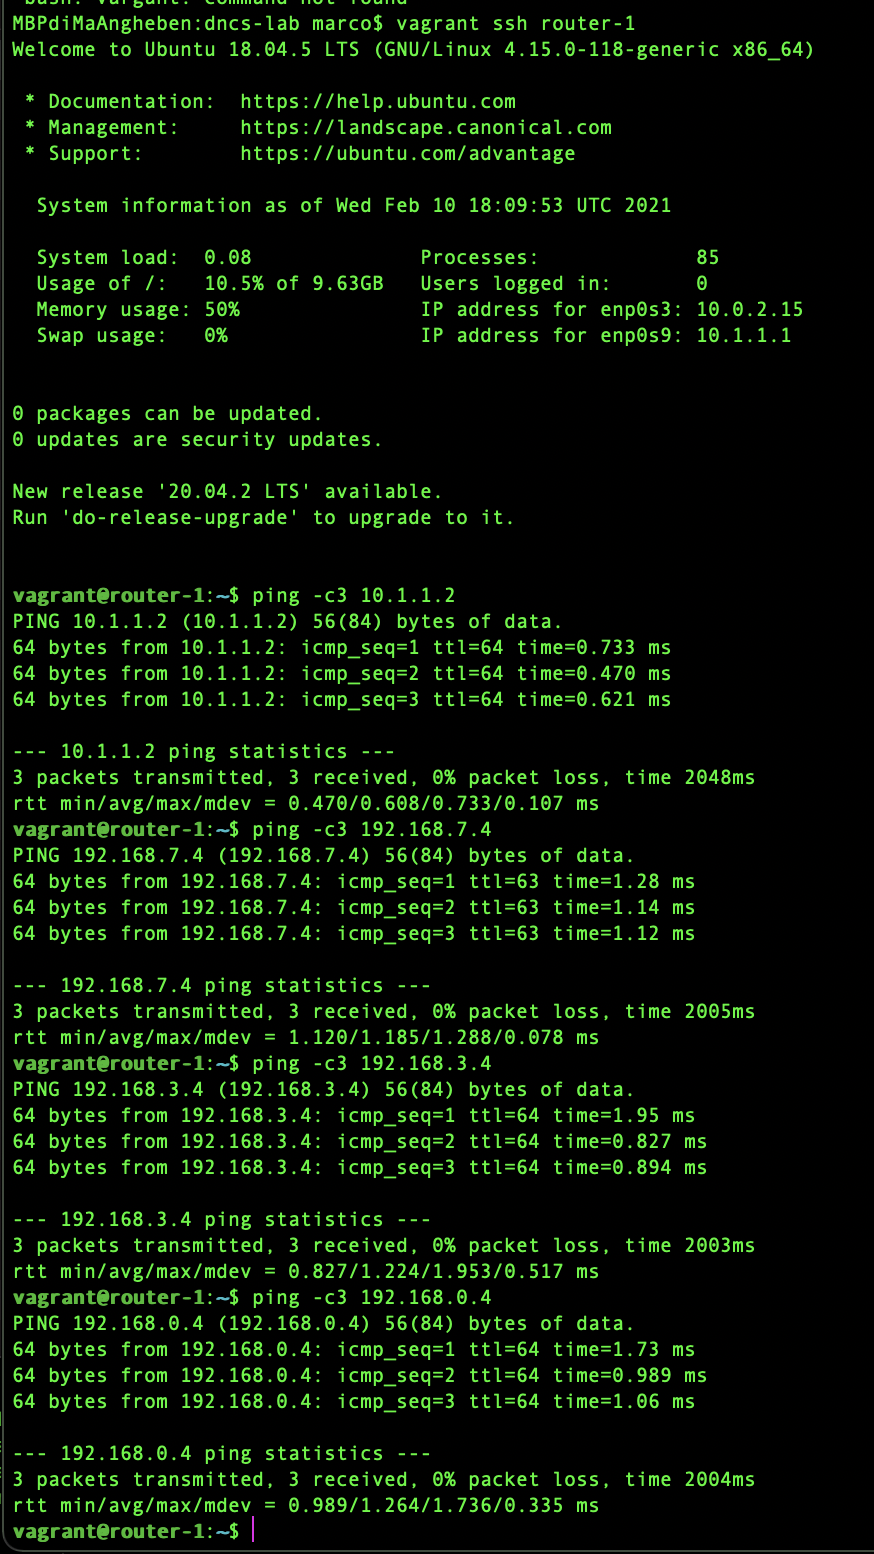 -bash: vargrant: command not found
MBPdiMaAngheben:dncs-lab marco$ vagrant ssh router-1
Welcome to Ubuntu 18.04.5 LTS (GNU/Linux 4.15.0-118-generic x86_64)
* Documentation: https://help.ubuntu.com
* Management: https://landscape.canonical.com
* Support: https://ubuntu.com/advantage
System information as of Wed Feb 10 18:09:53 UTC 2021
System load: 0.08 Processes: 85
Usage of /: 10.5% of 9.63GB Users logged in: 0
Memory usage: 50% IP address for enp0s3: 10.0.2.15
Swap usage: 0% IP address for enp0s9: 10.1.1.1
0 packages can be updated.
0 updates are security updates.
New release '20.04.2 LTS' available.
Run 'do-release-upgrade' to upgrade to it.
vagrant@router-1:~$ ping -c3 10.1.1.2
PING 10.1.1.2 (10.1.1.2) 56(84) bytes of data.
64 bytes from 10.1.1.2: icmp_seq=1 ttl=64 time=0.733 ms
64 bytes from 10.1.1.2: icmp_seq=2 ttl=64 time=0.470 ms
64 bytes from 10.1.1.2: icmp_seq=3 ttl=64 time=0.621 ms
--- 10.1.1.2 ping statistics ---
3 packets transmitted, 3 received, 0% packet loss, time 2048ms
rtt min/avg/max/mdev = 0.470/0.608/0.733/0.107 ms
vagrant@router-1:~$ ping -c3 192.168.7.4
PING 192.168.7.4 (192.168.7.4) 56(84) bytes of data.
64 bytes from 192.168.7.4: icmp_seq=1 ttl=63 time=1.28 ms
64 bytes from 192.168.7.4: icmp_seq=2 ttl=63 time=1.14 ms
64 bytes from 192.168.7.4: icmp_seq=3 ttl=63 time=1.12 ms
--- 192.168.7.4 ping statistics ---
3 packets transmitted, 3 received, 0% packet loss, time 2005ms
rtt min/avg/max/mdev = 1.120/1.185/1.288/0.078 ms
vagrant@router-1:~$ ping -c3 192.168.3.4
PING 192.168.3.4 (192.168.3.4) 56(84) bytes of data.
64 bytes from 192.168.3.4: icmp_seq=1 ttl=64 time=1.95 ms
64 bytes from 192.168.3.4: icmp_seq=2 ttl=64 time=0.827 ms
64 bytes from 192.168.3.4: icmp_seq=3 ttl=64 time=0.894 ms
--- 192.168.3.4 ping statistics ---
3 packets transmitted, 3 received, 0% packet loss, time 2003ms
rtt min/avg/max/mdev = 0.827/1.224/1.953/0.517 ms
vagrant@router-1:~$ ping -c3 192.168.0.4
PING 192.168.0.4 (192.168.0.4) 56(84) bytes of data.
64 bytes from 192.168.0.4: icmp_seq=1 ttl=64 time=1.73 ms
64 bytes from 192.168.0.4: icmp_seq=2 ttl=64 time=0.989 ms
64 bytes from 192.168.0.4: icmp_seq=3 ttl=64 time=1.06 ms
--- 192.168.0.4 ping statistics ---
3 packets transmitted, 3 received, 0% packet loss, time 2004ms
rtt min/avg/max/mdev = 0.989/1.264/1.736/0.335 ms
vagrant@router-1:~$